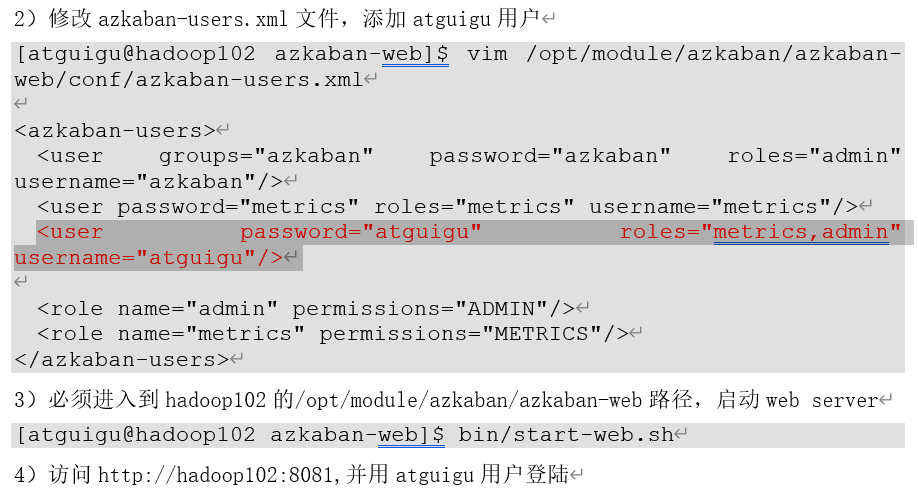 2）修改 azkaban-users.xml 文件，添加 atguigu 用户
[atguigu@hadoop102 azkaban-web]$ vim /opt/module/azkaban/azkaban-
web/conf/azkaban-users.xml
<azkaban-users>
<user groups="azkaban" password="azkaban" roles="admin"
username="azkaban"/>
<user password="metrics" roles="metrics" username="metrics"/>
<user password="atguigu" roles="metrics,admin"
username="atguigu"/>
<role name="admin" permissions="ADMIN"/>
<role name="metrics" permissions="METRICS"/>
</azkaban-users>
3）必须进入到 hadoop102 的/opt/module/azkaban/azkaban-web 路径，启动 web server
[atguigu@hadoop102 azkaban-web]$ bin/start-web.sh
4）访问 http://hadoop102:8081,并用 atguigu 用户登陆